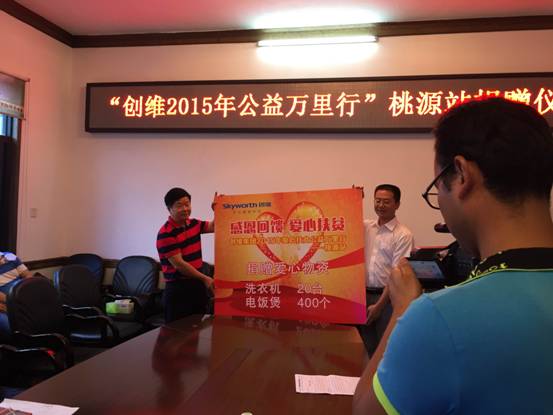 “创维2015年公益万里行”桃源站捐赠仪
Skyworth 创维
感恩回馈 爱心扶贫
捐赠爱心物资
洗衣机 20台
电饭煲 400个